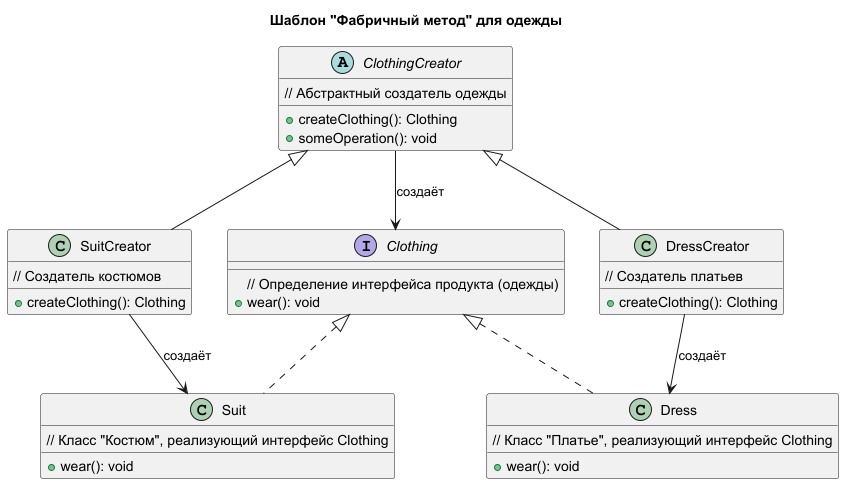 Шаблон "Фабричный метод" для одежды
A ClothingCreator
// Абстрактный создатель одежды
createClothing(): Clothing
someOperation(): void
создаёт
C SuitCreator
// Создатель костюмов
createClothing(): Clothing
I Clothing
// Определение интерфейса продукта (одежды)
wear(): void
C DressCreator
// Создатель платьев
createClothing(): Clothing
создаёт
создаёт
C Suit
// Класс "Костюм", реализующий интерфейс Clothing
wear(): void
C Dress
// Класс "Платье", реализующий интерфейс Clothing
wear(): void